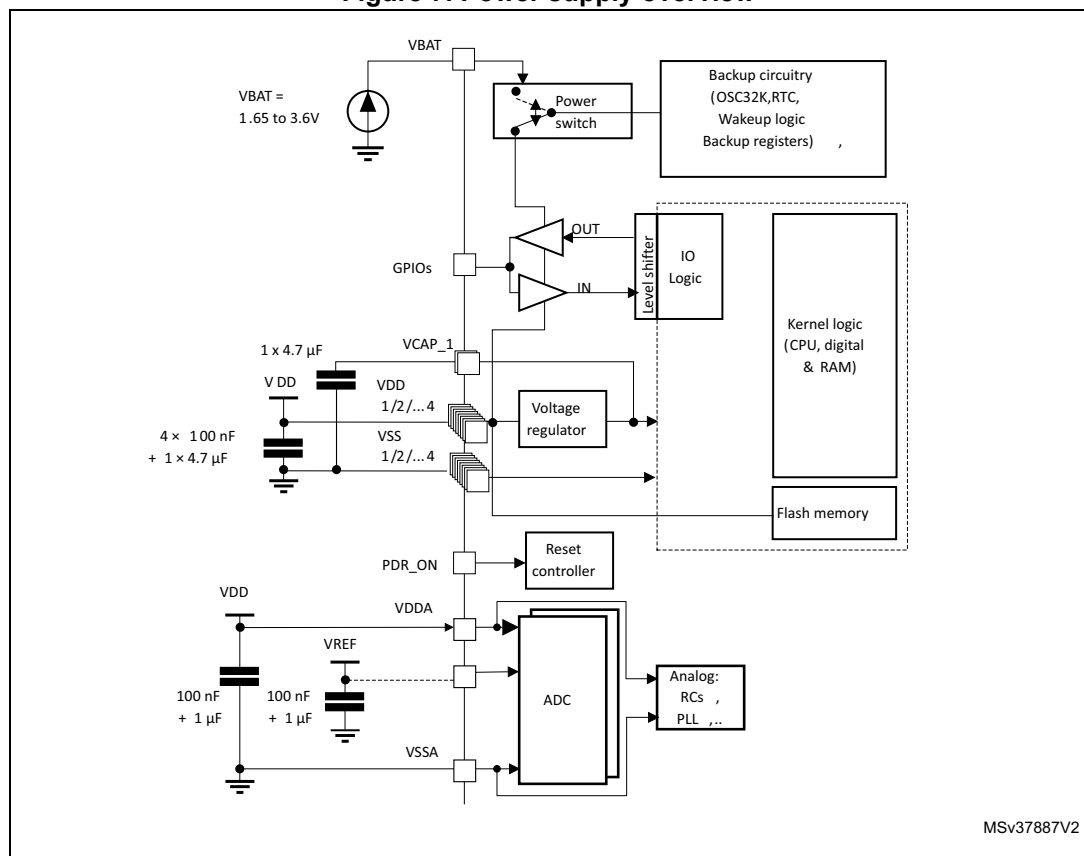 VBAT
VBAT =
1.65 to 3.6V
Power
switch
Backup circuitry
(OSC32K,RTC,
Wakeup logic
Backup registers) ,
OUT
GPIOs
IN
Level shifter
IO
Logic
Kernel logic
(CPU, digital
& RAM)
VCAP_1
1 x 4.7 µF
V DD
VDD
1/2/... 4
Voltage
regulator
4 × 100 nF
+ 1 × 4.7 µF
VSS
1/2/... 4
Flash memory
PDR_ON
Reset
controller
VDD
VDDA
VREF
100 nF
+ 1 µF
100 nF
+ 1 µF
ADC
Analog:
RCs ,
PLL ,..
VSSA
MSv37887V2